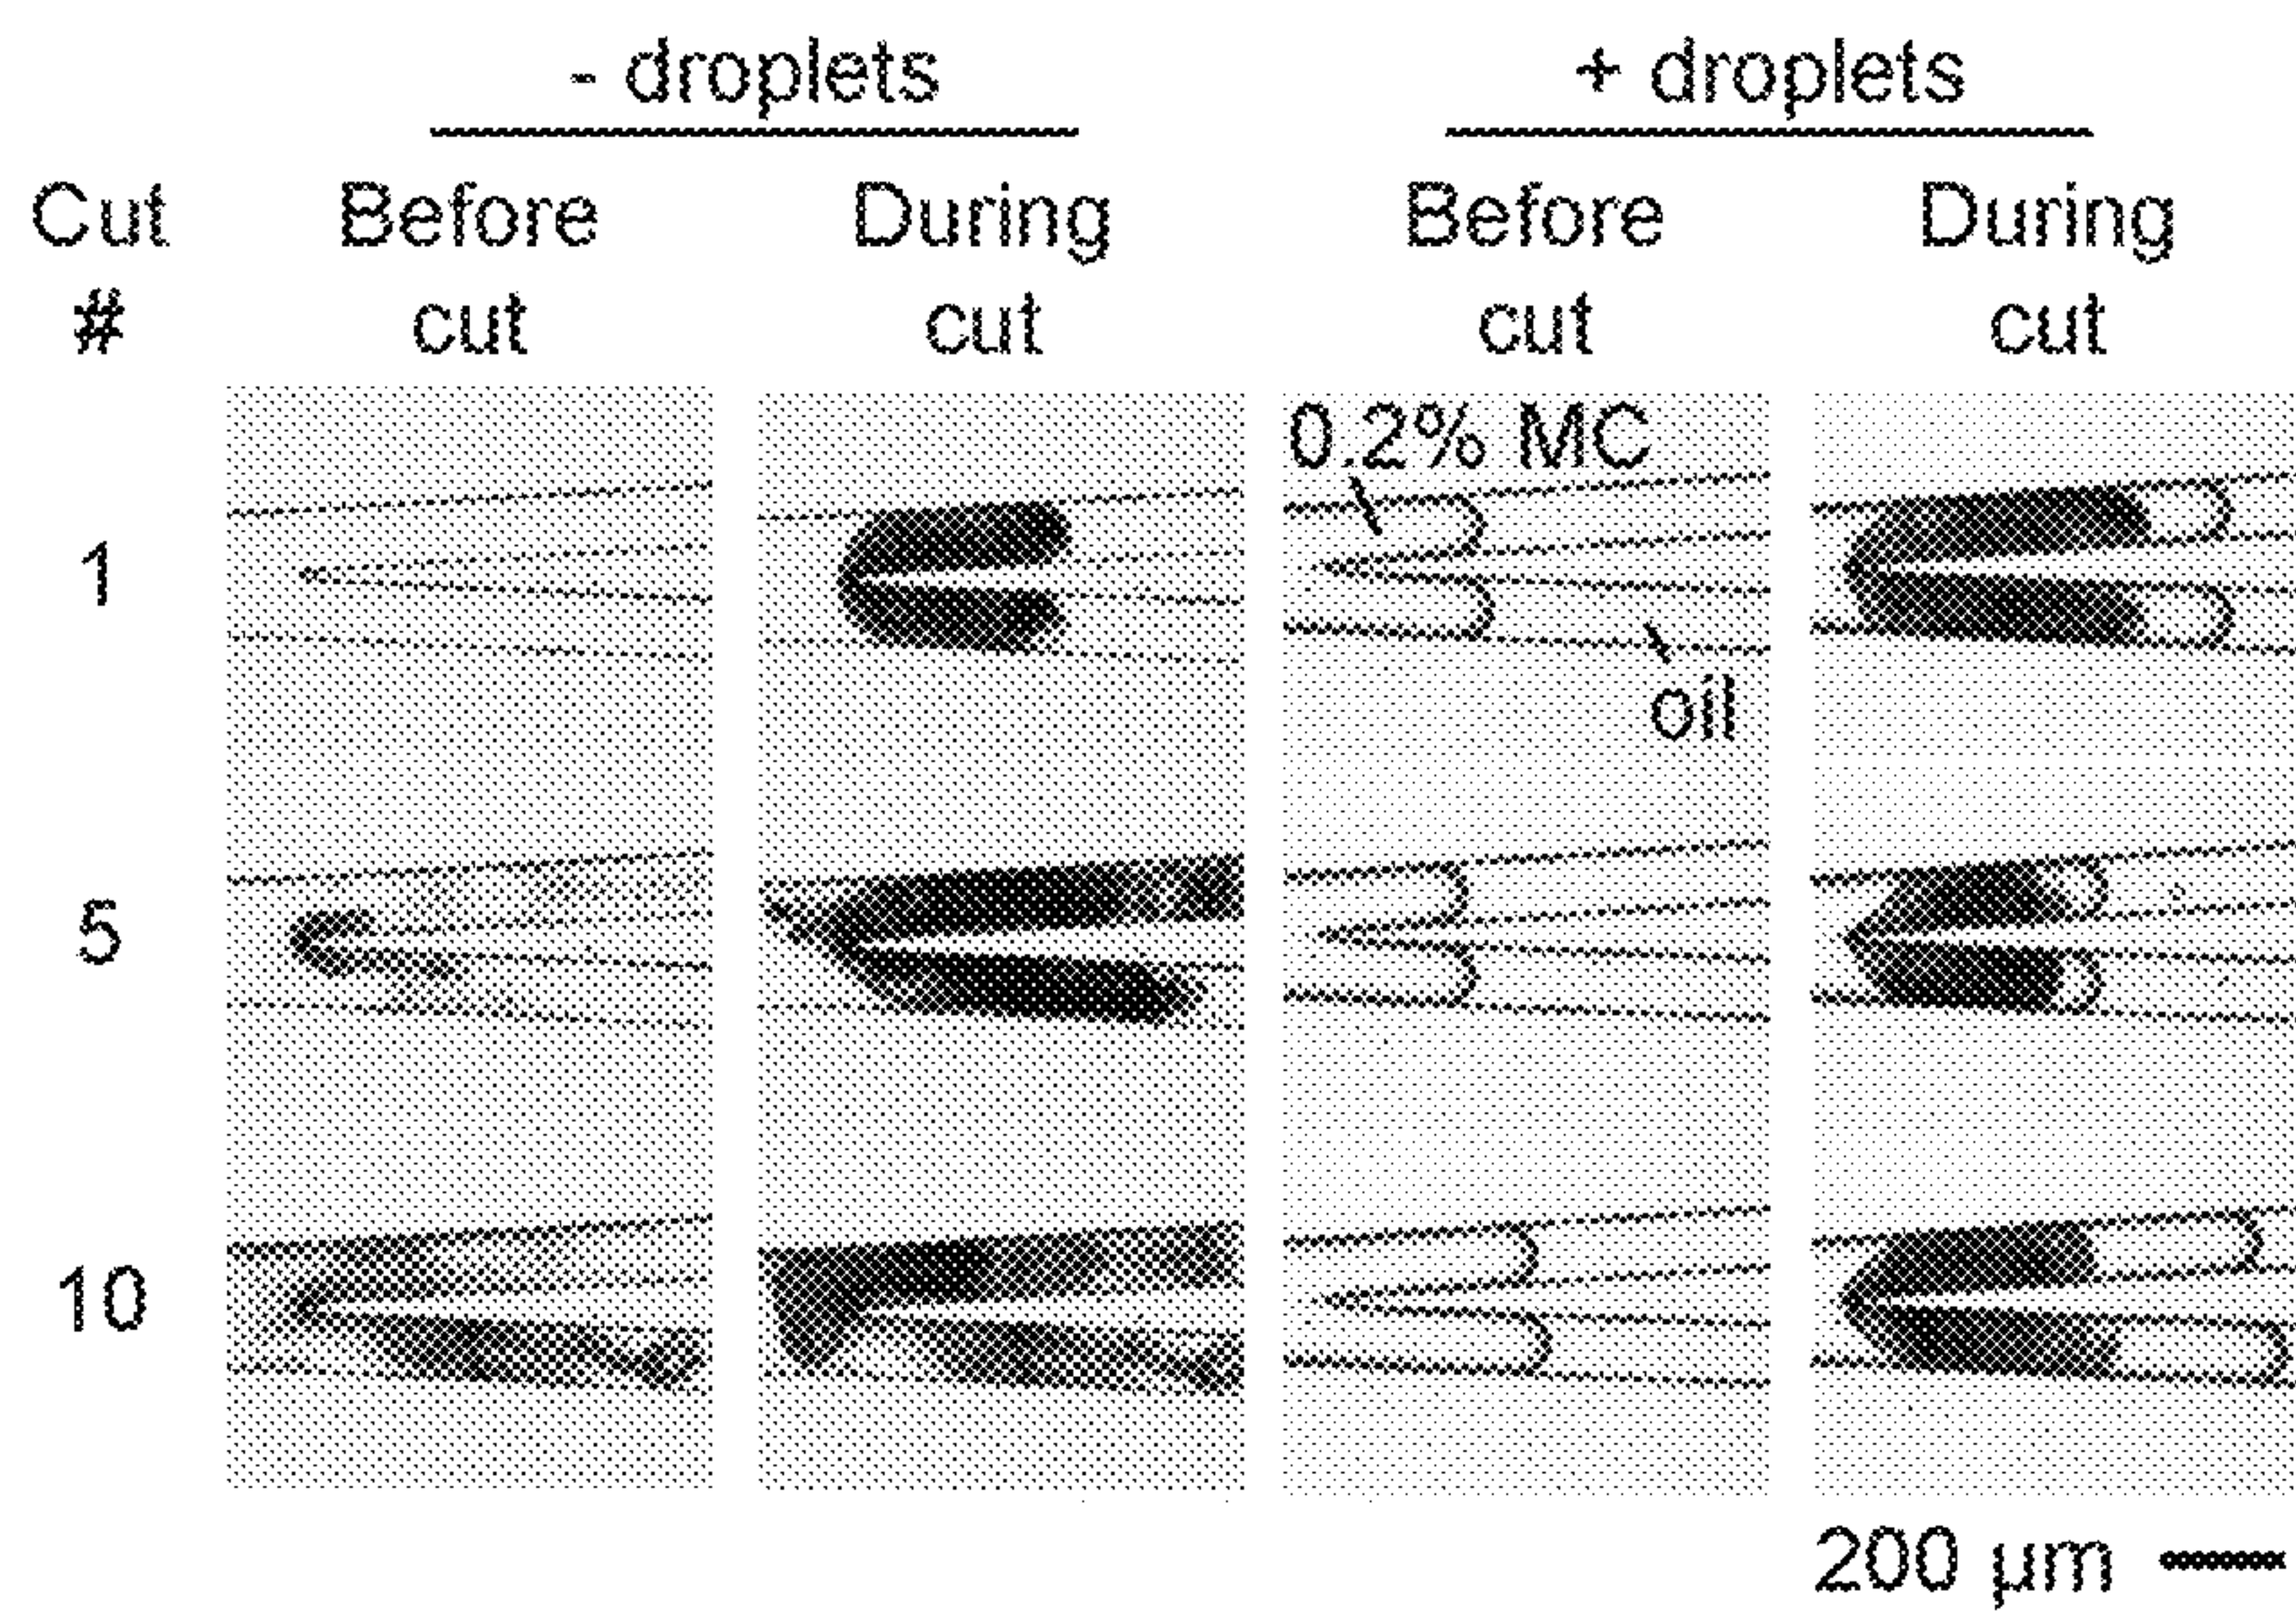 - droplets
+ droplets
Cut #
Before cut
During cut
Before cut
During cut
1
0.2% MC
oil
5
10
200 µm